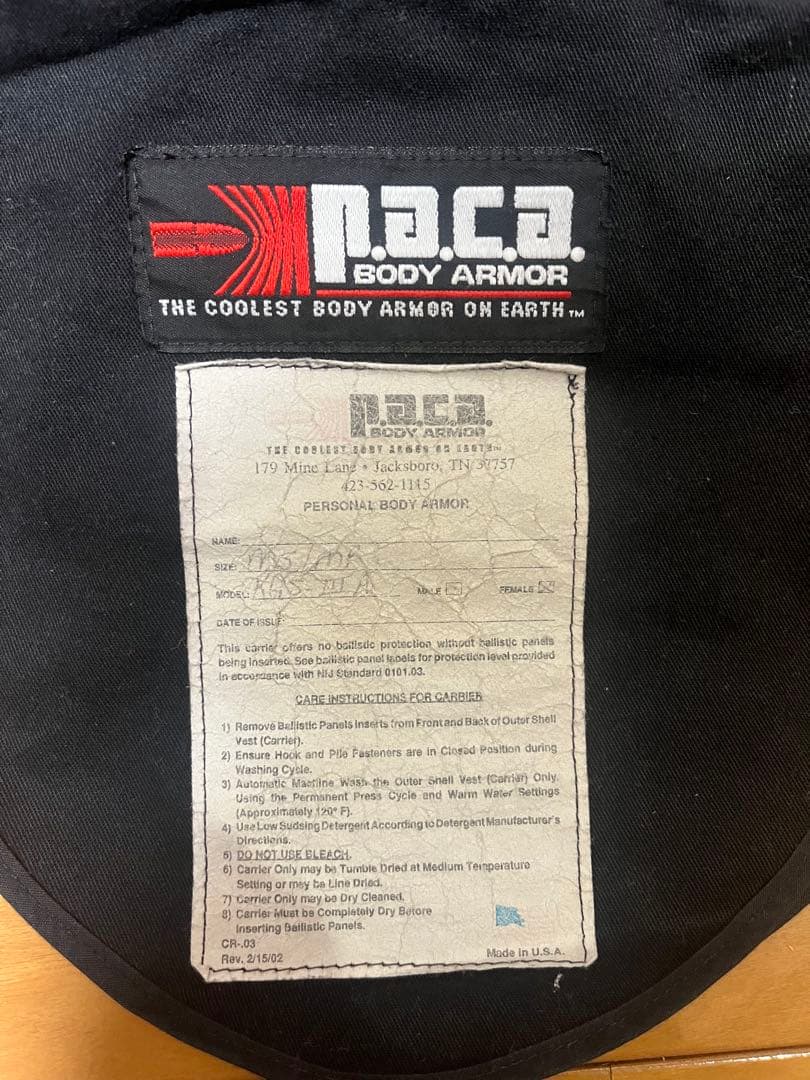 p.a.c.a.
BODY ARMOR
THE COOLEST BODY ARMOR ON EARTH™
p.a.c.a.
BODY ARMOR
THE COOLEST BODY ARMOR ON EARTH™
179 Mine Lane • Jacksboro, TN 37757
423-562-1115
PERSONAL BODY ARMOR
NAME:
SIZE:
MODEL: III A MALE FEMALE
DATE OF ISSUE:
This carrier offers no ballistic protection without ballistic panels
being inserted. See ballistic panel labels for protection level provided
in accordance with NIJ Standard 0101.03.
CARE INSTRUCTIONS FOR CARRIER
1) Remove Ballistic Panels Inserts from Front and Back of Outer Shell
Vest (Carrier).
2) Ensure Hook and Pile Fasteners are in Closed Position during
Washing Cycle.
3) Automatic Machine Wash the Outer Shell Vest (Carrier) Only.
Using the Permanent Press Cycle and Warm Water Settings
(Approximately 120° F).
4) Use Low Sudsing Detergent According to Detergent Manufacturer's
Directions.
5) DO NOT USE BLEACH.
6) Carrier Only may be Tumble Dried at Medium Temperature
Setting or may be Line Dried.
7) Carrier Only may be Dry Cleaned.
8) Carrier Must be Completely Dry Before
Inserting Ballistic Panels.
CR-.03
Rev. 2/15/02
Made in U.S.A.